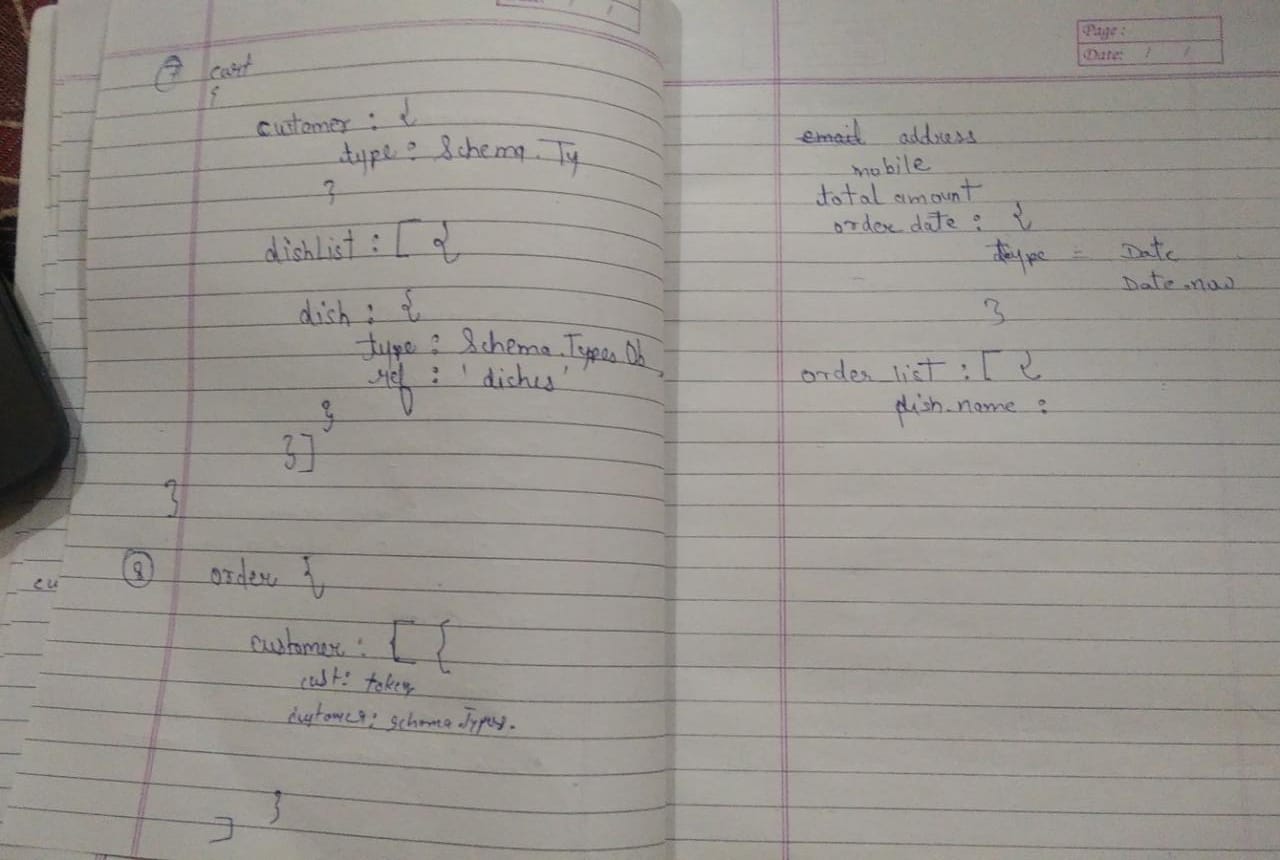 7 cart
{
customer : {
type : Schema.Ty
}
dishList : [ {
dish : {
type : Schema.Types.Ob
ref : 'dishes'
}
}]
}
8 order {
customer : [ {
cust: token
customer: schema Types.
}
]
cu
Page :
Date: / /
email address
mobile
total amount
order date : {
type = Date
Date.now
}
order list : [ {
dish.name :